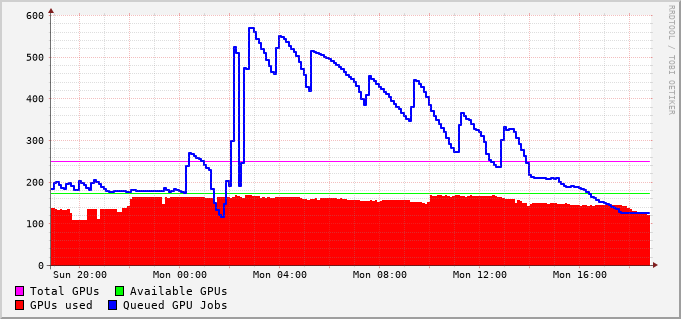 600
500
400
300
200
100
0
Sun 20:00 Mon 00:00 Mon 04:00 Mon 08:00 Mon 12:00 Mon 16:00
Total GPUs Available GPUs
GPUs used Queued GPU Jobs
RRDTOOL / TOBI OETIKER